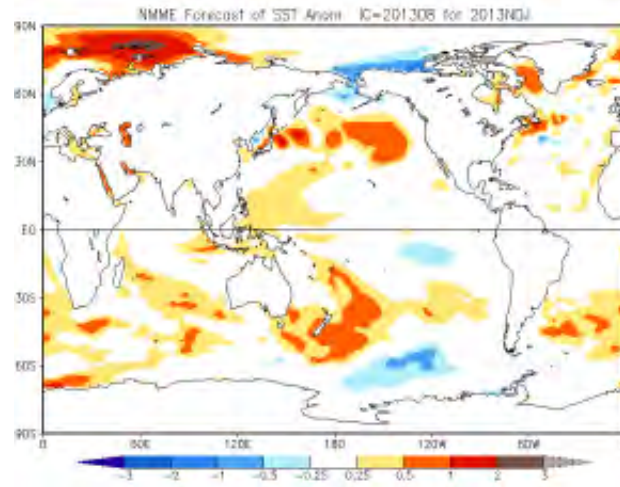 NMME Forecast of SST Anom IC=201308 for 2013NDJ
90N
60N
30N
EQ
30S
60S
90S
0 60E 120E 180 120W 60W
-3 -2 -1 -0.5 -0.25 0.25 0.5 1 2 3